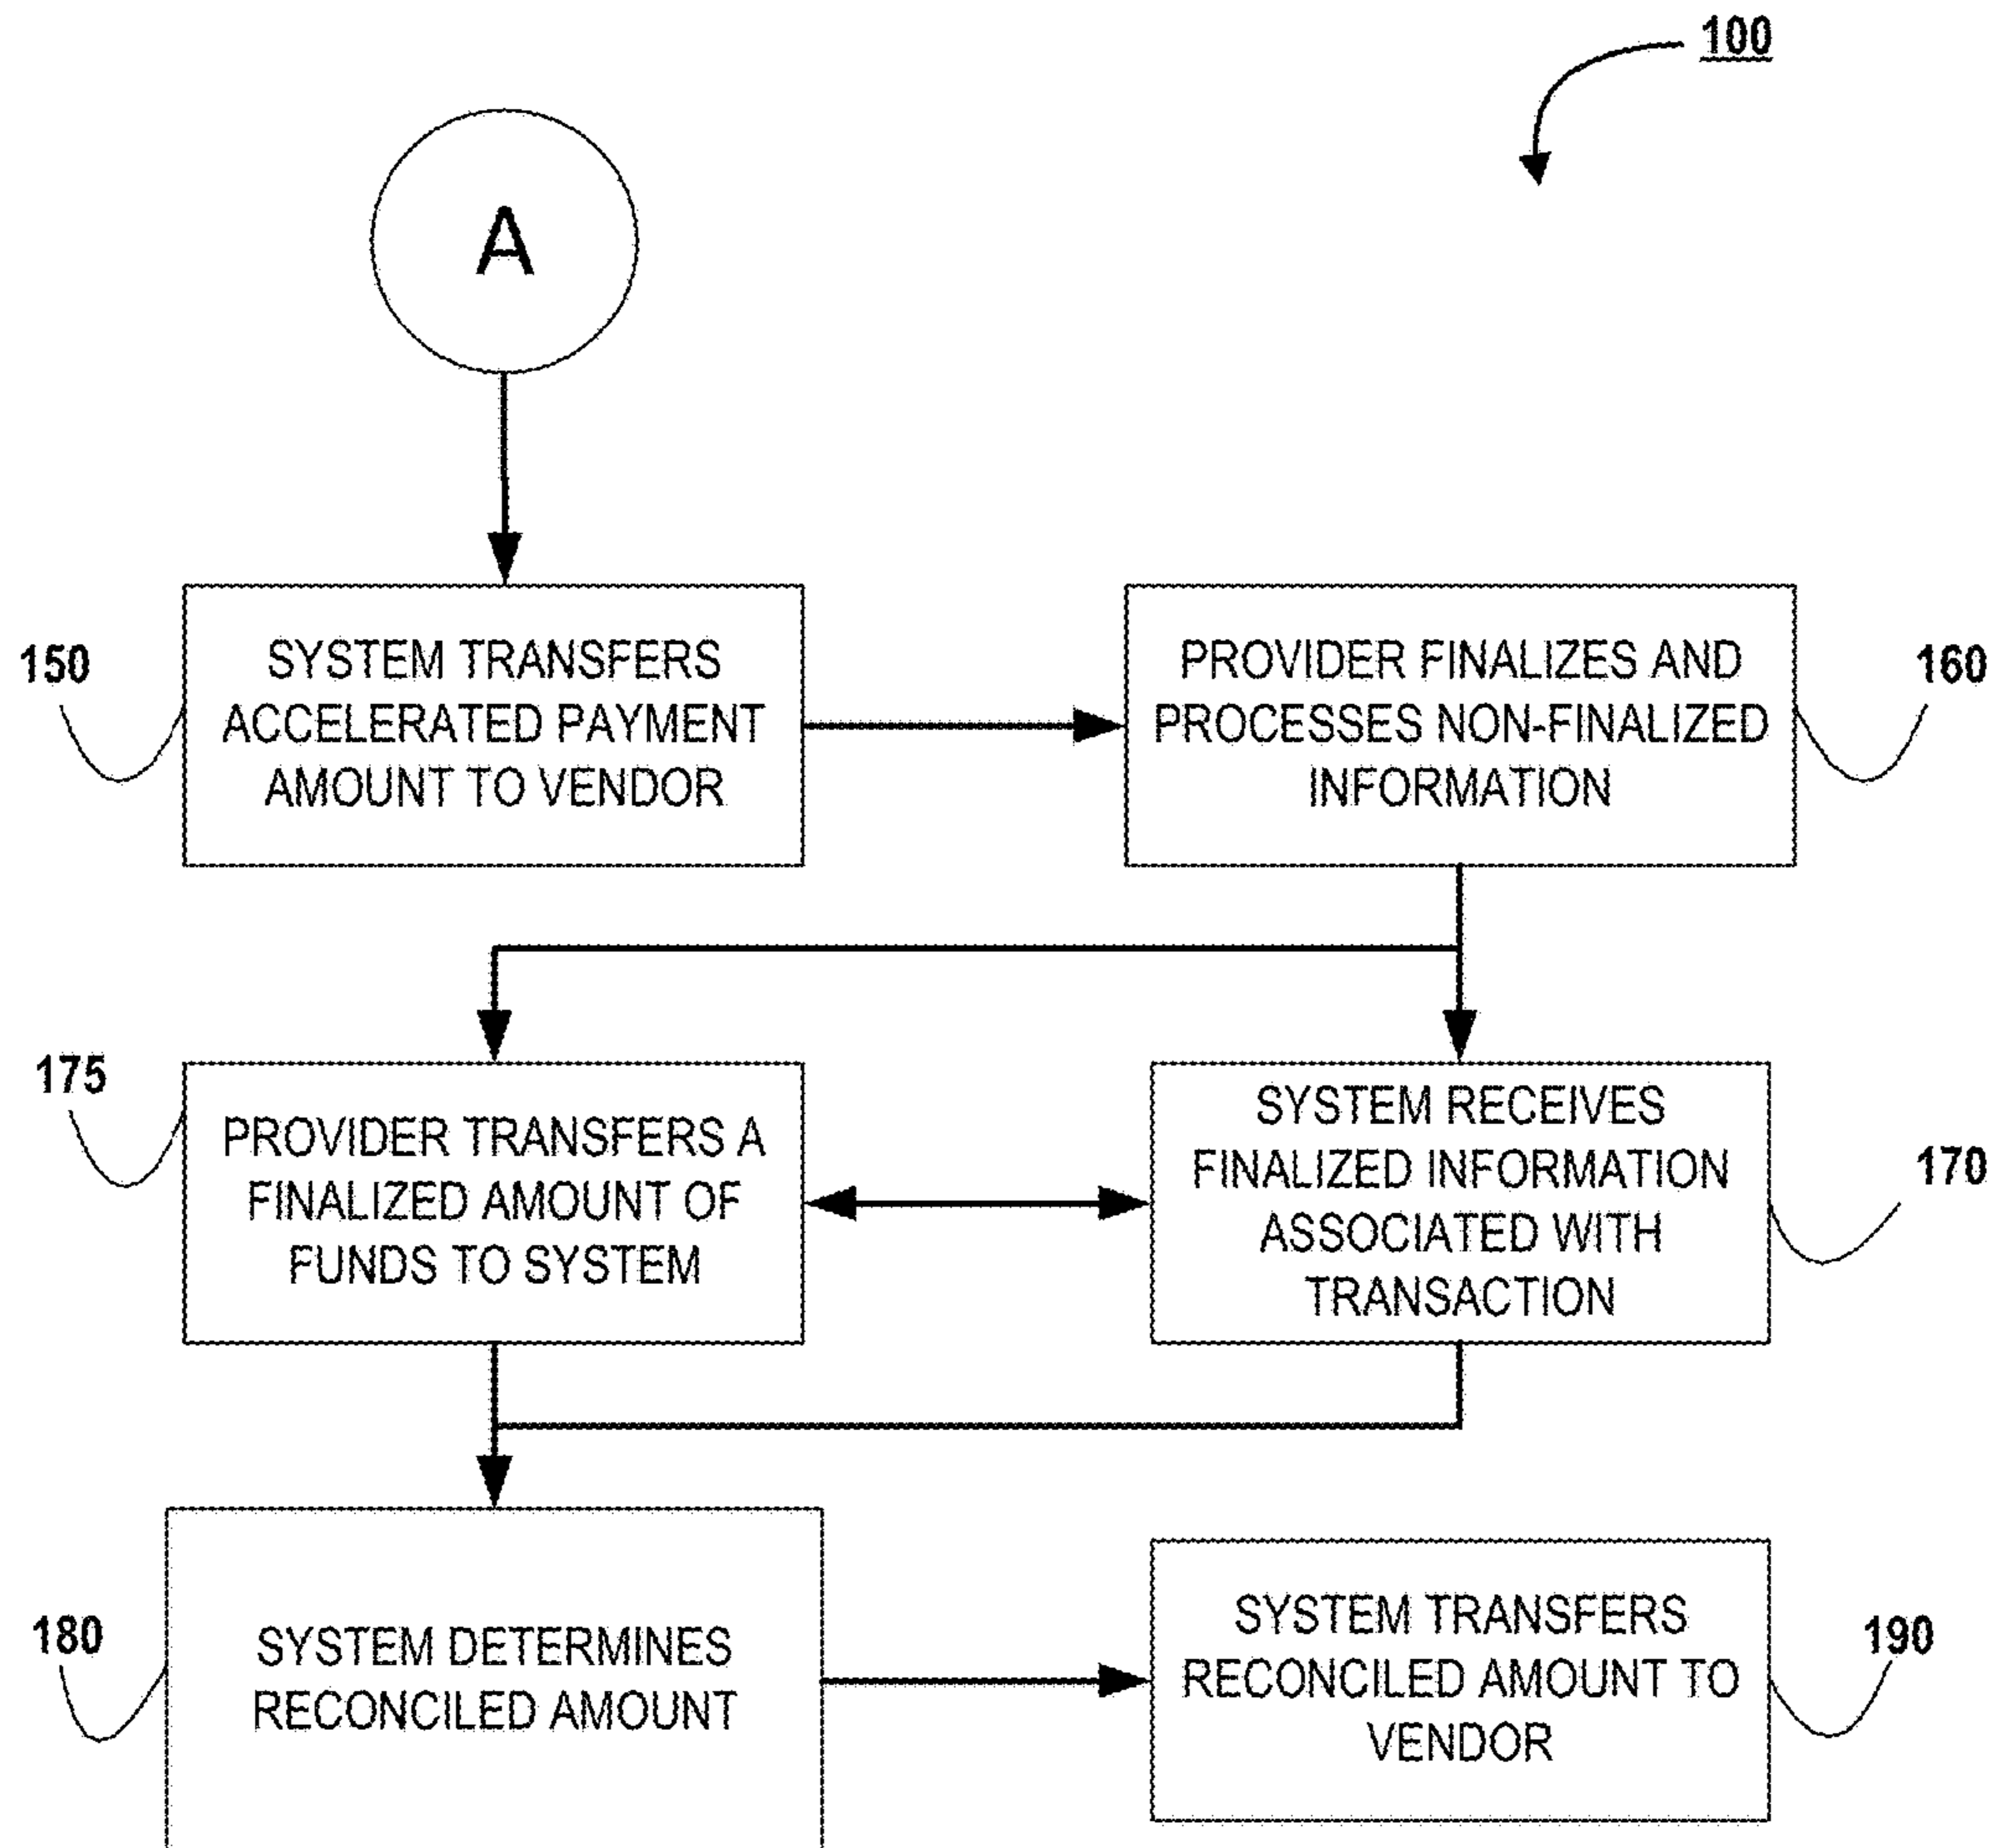 100
A
150
SYSTEM TRANSFERS
ACCELERATED PAYMENT
AMOUNT TO VENDOR
PROVIDER FINALIZES AND
PROCESSES NON-FINALIZED
INFORMATION
160
175
PROVIDER TRANSFERS A
FINALIZED AMOUNT OF
FUNDS TO SYSTEM
SYSTEM RECEIVES
FINALIZED INFORMATION
ASSOCIATED WITH
TRANSACTION
170
180
SYSTEM DETERMINES
RECONCILED AMOUNT
SYSTEM TRANSFERS
RECONCILED AMOUNT TO
VENDOR
190